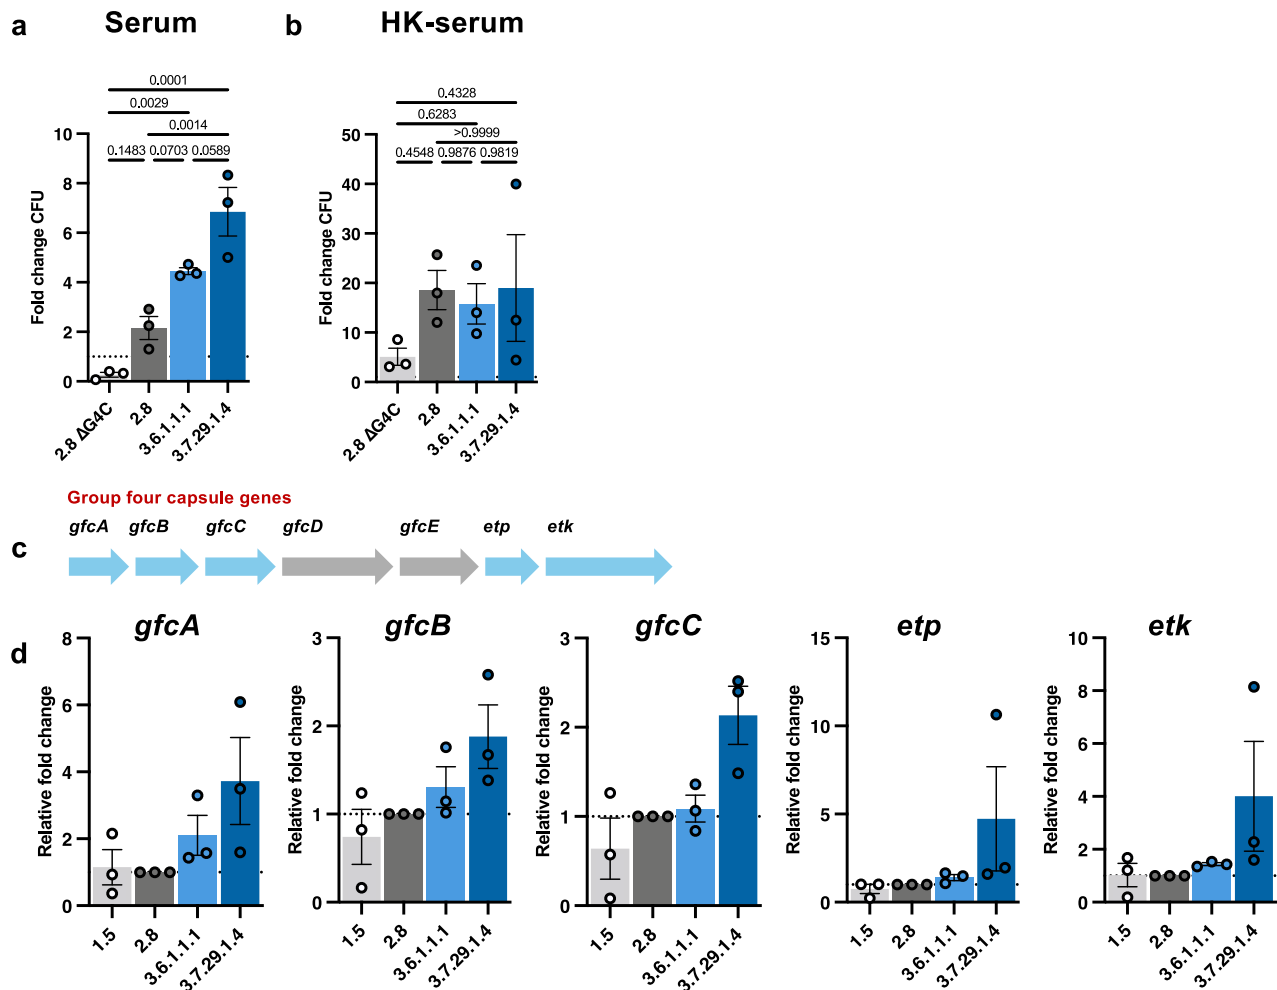 a Serum
0.0001
0.0029
0.0014
0.1483 0.0703 0.0589
Fold change CFU
10
8
6
4
2
0
2.8 ΔG4C 2.8 3.6.1.1.1 3.7.29.1.4
b HK-serum
0.4328
0.6283
>0.9999
0.4548 0.9876 0.9819
Fold change CFU
50
40
30
20
10
0
2.8 ΔG4C 2.8 3.6.1.1.1 3.7.29.1.4
Group four capsule genes
gfcA gfcB gfcC gfcD gfcE etp etk
c
d
gfcA
Relative fold change
8
6
4
2
0
1.5 2.8 3.6.1.1.1 3.7.29.1.4
gfcB
Relative fold change
3
2
1
0
1.5 2.8 3.6.1.1.1 3.7.29.1.4
gfcC
Relative fold change
3
2
1
0
1.5 2.8 3.6.1.1.1 3.7.29.1.4
etp
Relative fold change
15
10
5
0
1.5 2.8 3.6.1.1.1 3.7.29.1.4
etk
Relative fold change
10
8
6
4
2
0
1.5 2.8 3.6.1.1.1 3.7.29.1.4